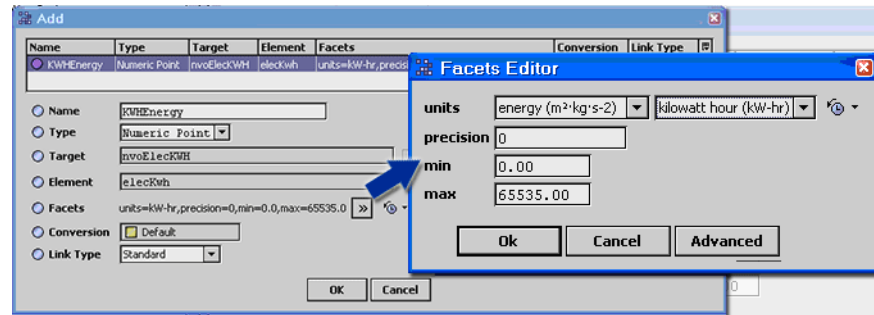 Add
Name Type Target Element Facets Conversion Link Type
KWHEnergy Numeric Point nvoElecKWH elecKwh units=kW-hr,precis
Name KWHEnergy
Type Numeric Point
Target nvoElecKWH
Element elecKwh
Facets units=kW-hr,precision=0,min=0.0,max=65535.0 »
Conversion Default
Link Type Standard
OK Cancel
Facets Editor
units energy (m²·kg·s-2) kilowatt hour (kW-hr)
precision 0
min 0.00
max 65535.00
Ok Cancel Advanced
0